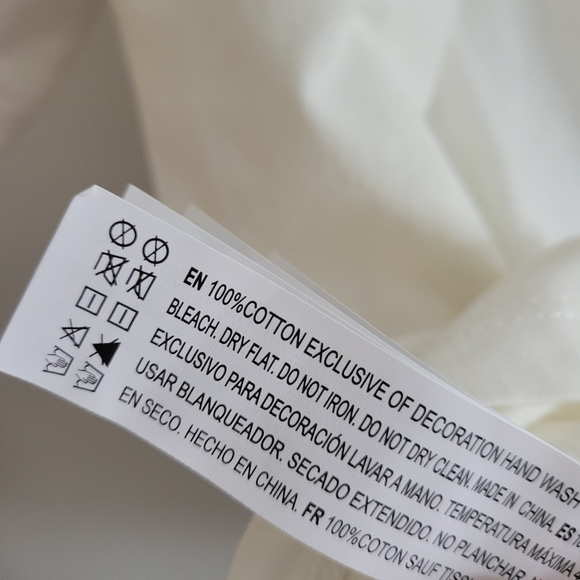 EN 100%COTTON EXCLUSIVE OF DECORATION HAND WASH
BLEACH. DRY FLAT. DO NOT IRON. DO NOT DRY CLEAN. MADE IN CHINA. ES
EXCLUSIVO PARA DECORACIÓN LAVAR A MANO. TEMPERATURA MÁXIMA
USAR BLANQUEADOR. SECADO EXTENDIDO. NO PLANCHAR
EN SECO. HECHO EN CHINA. FR 100%COTON SAUF